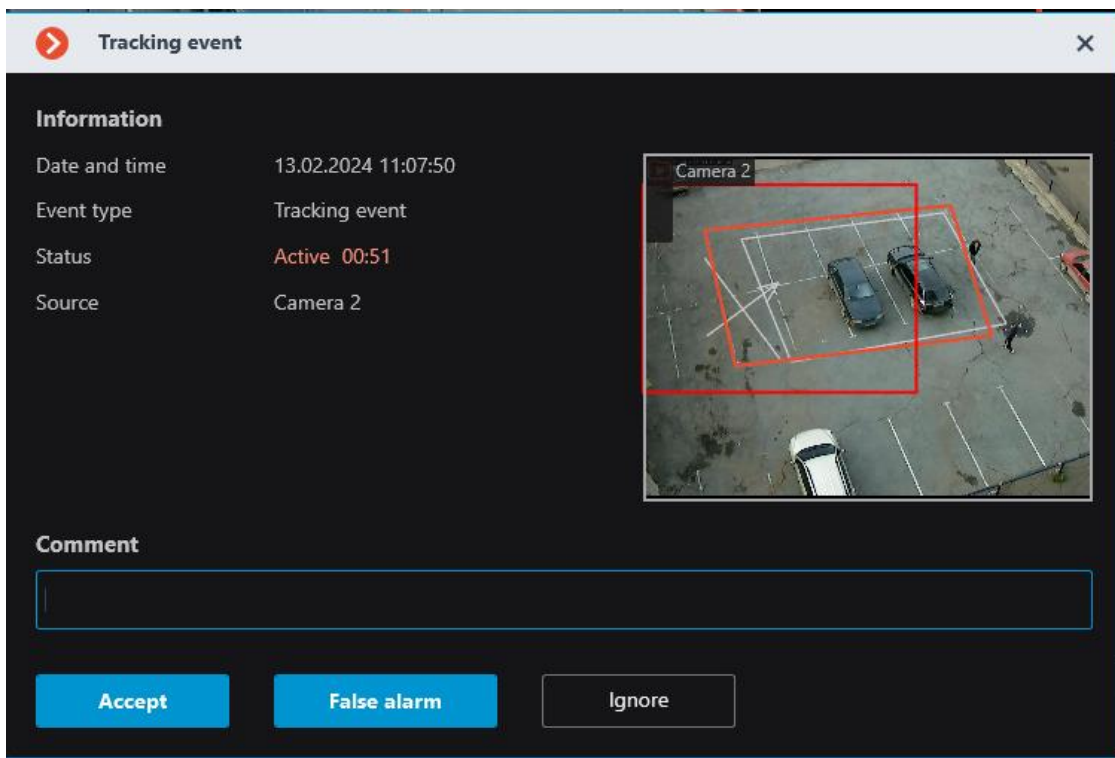 Tracking event
Information
Date and time 13.02.2024 11:07:50
Event type Tracking event
Status Active 00:51
Source Camera 2
Camera 2
Comment
Accept False alarm Ignore